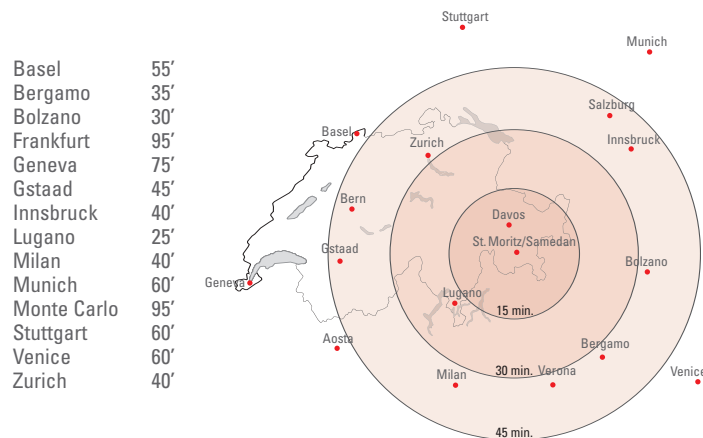 Basel 55′
Bergamo 35′
Bolzano 30′
Frankfurt 95′
Geneva 75′
Gstaad 45′
Innsbruck 40′
Lugano 25′
Milan 40′
Munich 60′
Monte Carlo 95′
Stuttgart 60′
Venice 60′
Zurich 40′
Stuttgart
Munich
Salzburg
Basel
Zurich
Innsbruck
Bern
Davos
Gstaad
St. Moritz/Samedan
Bolzano
Geneva
Lugano
15 min.
Aosta
Bergamo
30 min.
Milan
Verona
Venice
45 min.